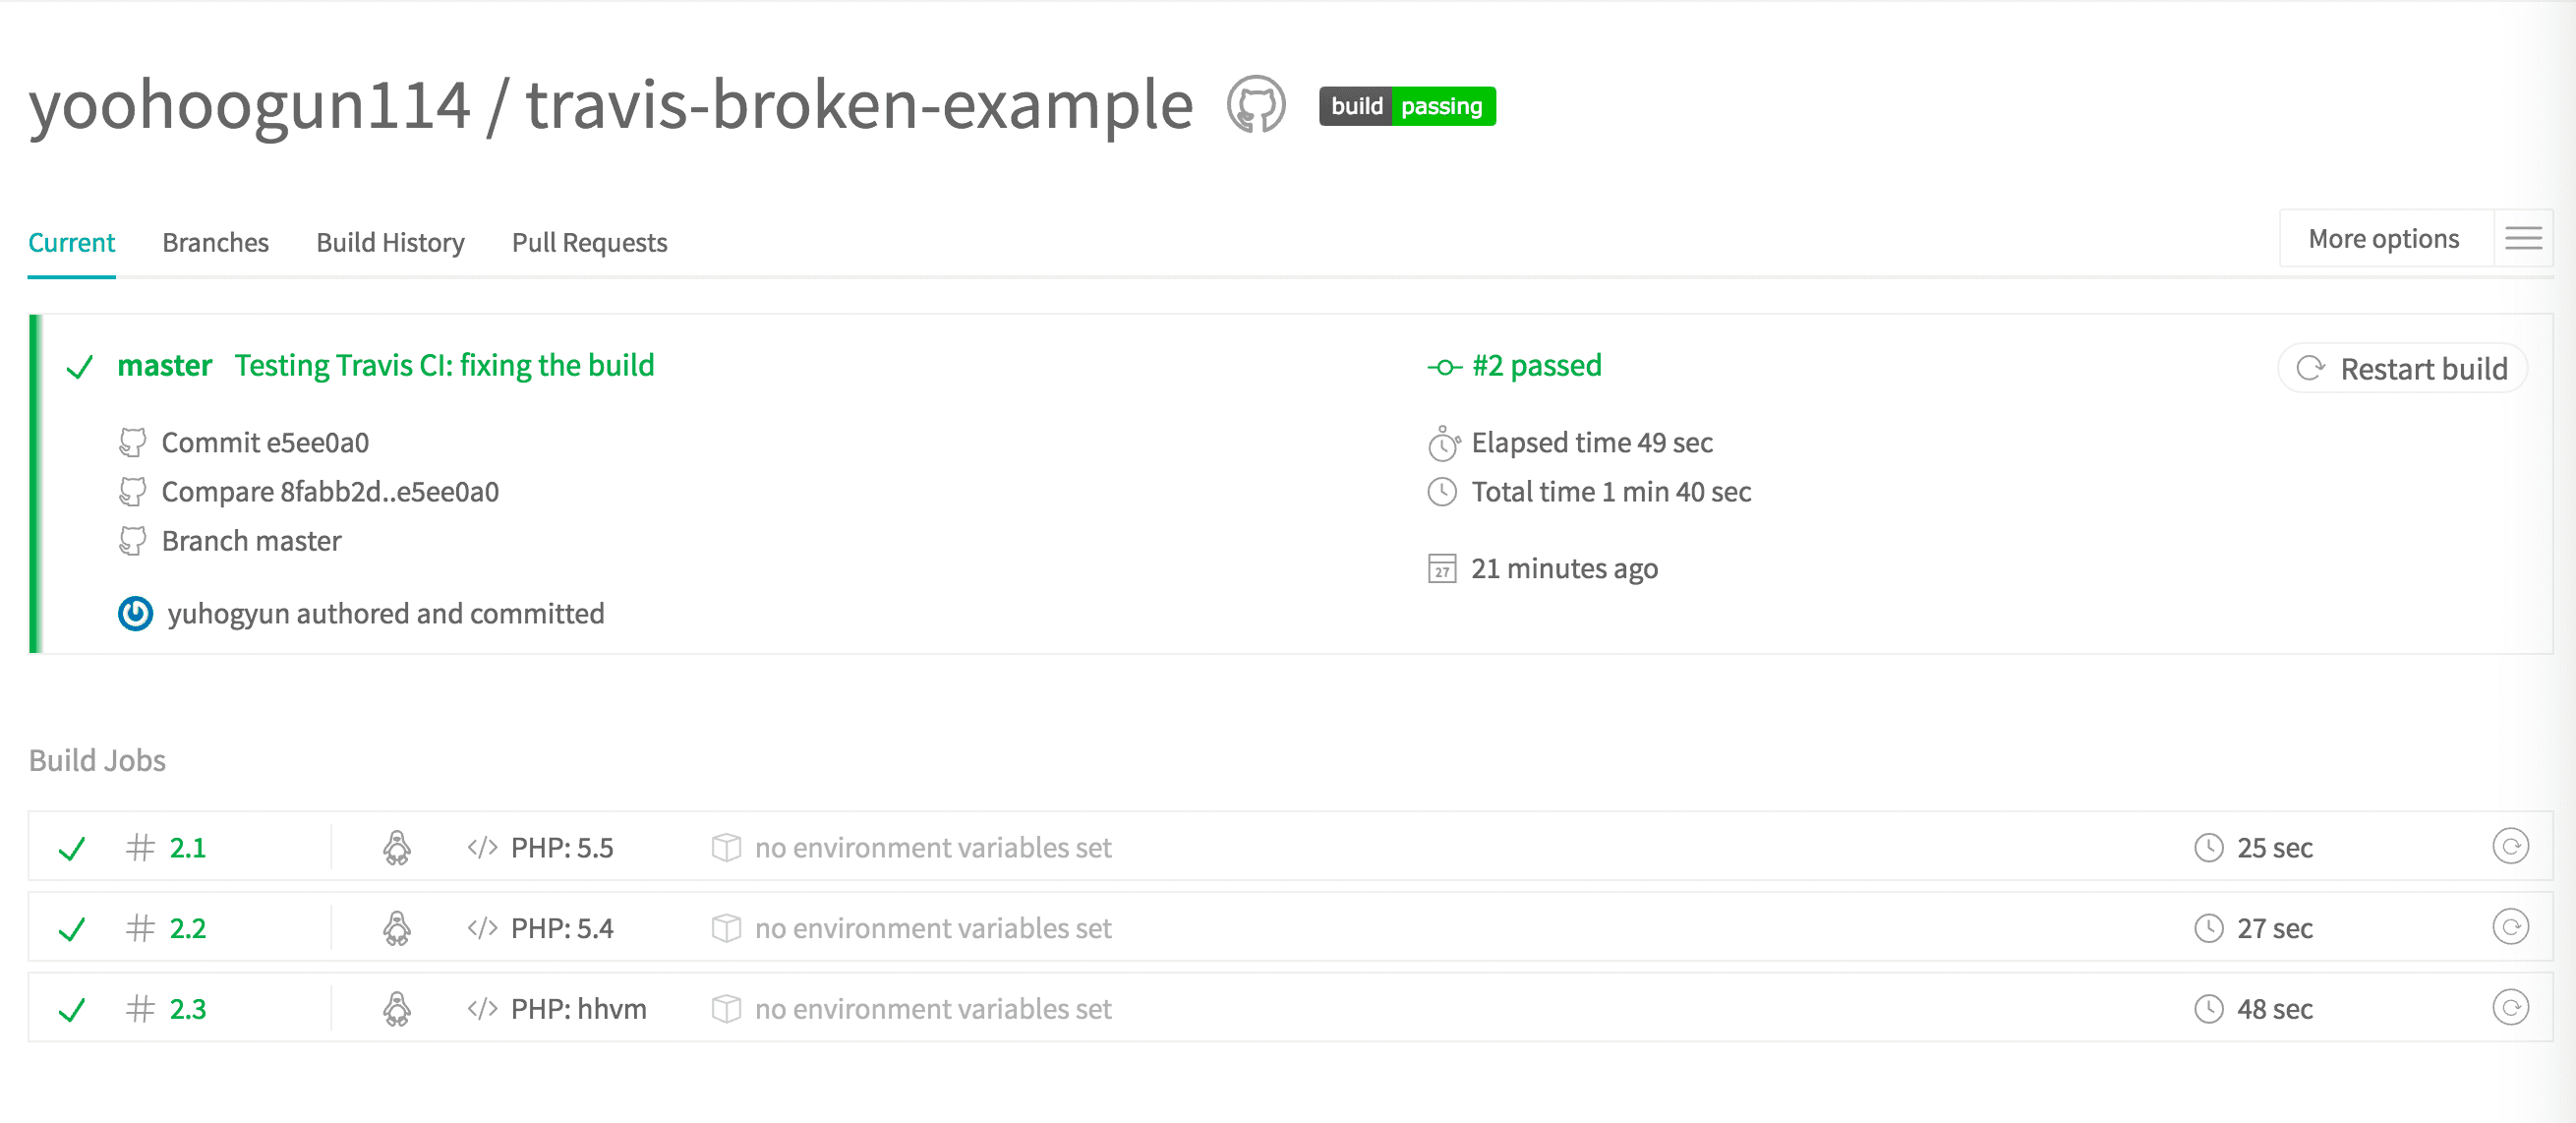 yoohoogun114 / travis-broken-example build passing
Current Branches Build History Pull Requests More options
master Testing Travis CI: fixing the build
Commit e5ee0a0
Compare 8fabb2d..e5ee0a0
Branch master
yuhogyun authored and committed
#2 passed
Elapsed time 49 sec
Total time 1 min 40 sec
27 21 minutes ago
Restart build
Build Jobs
# 2.1 </> PHP: 5.5 no environment variables set 25 sec
# 2.2 </> PHP: 5.4 no environment variables set 27 sec
# 2.3 </> PHP: hhvm no environment variables set 48 sec